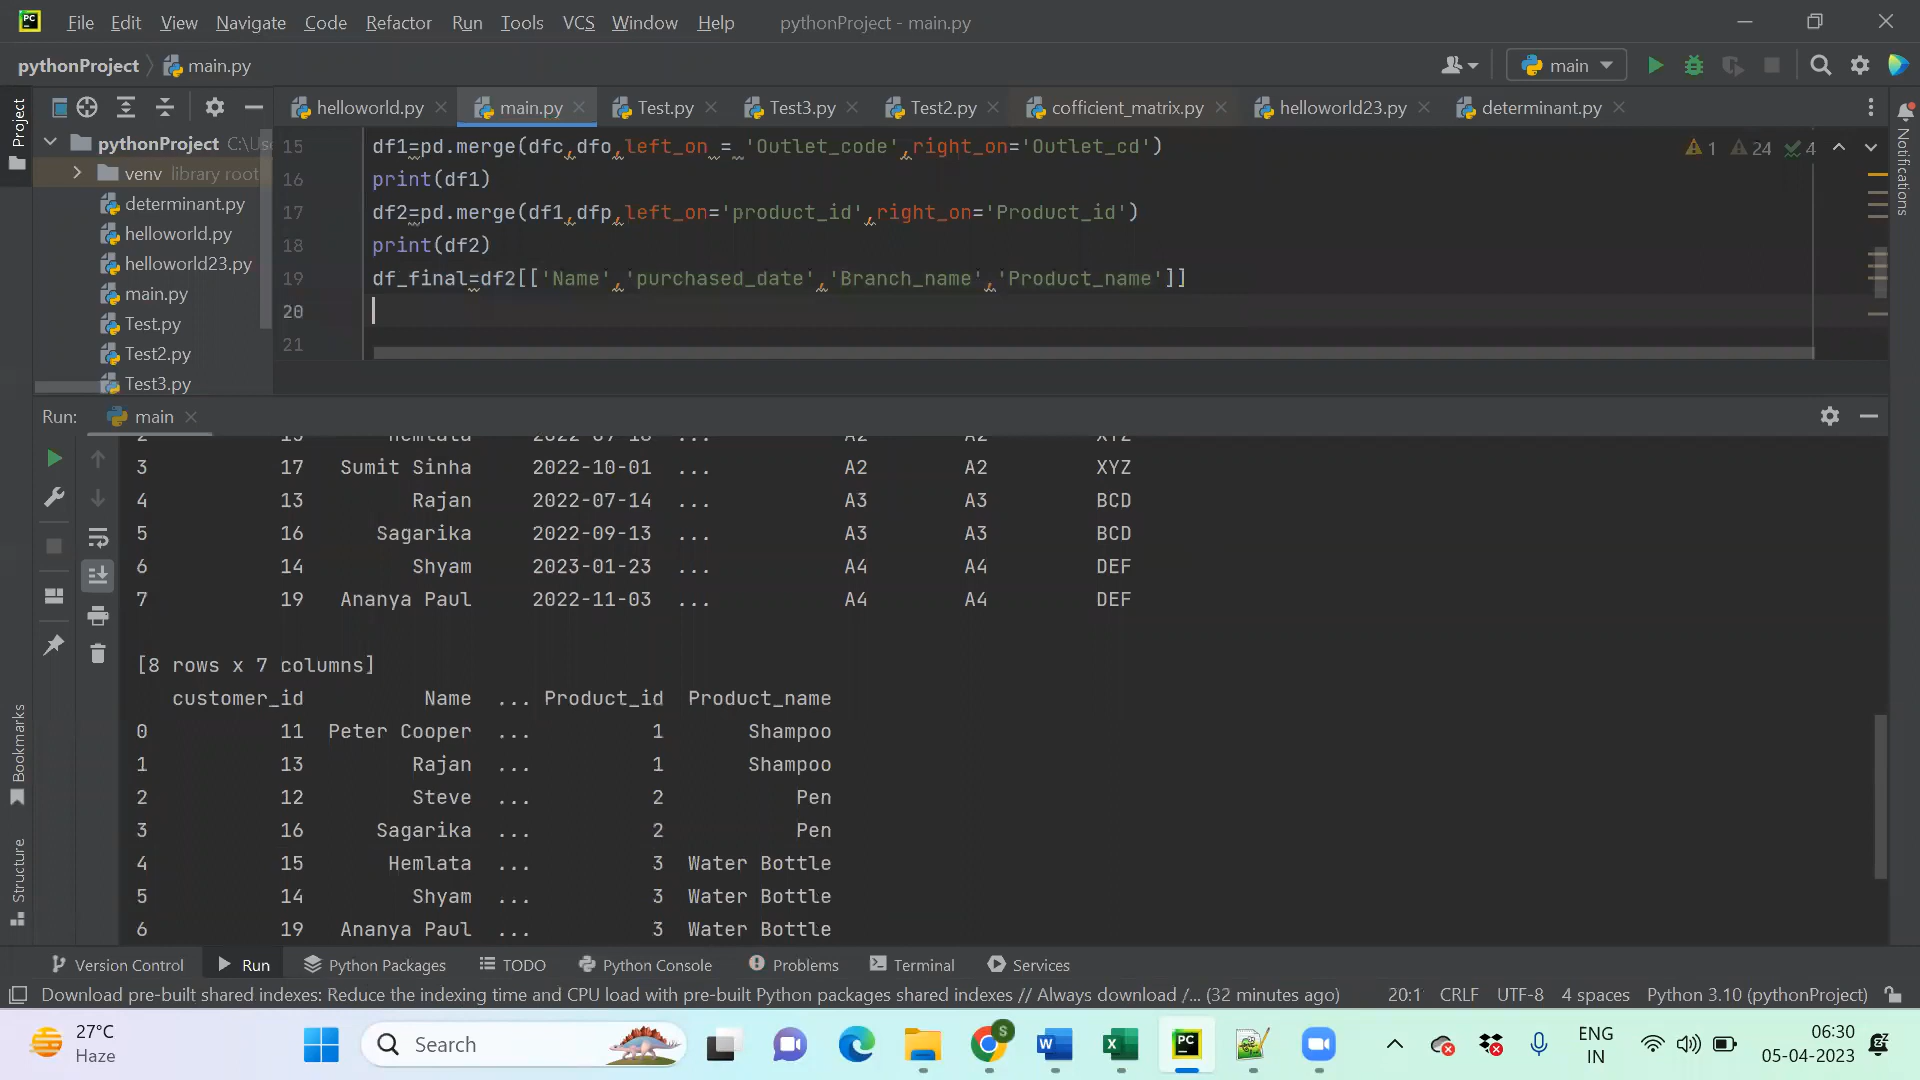 File Edit View Navigate Code Refactor Run Tools VCS Window Help pythonProject - main.py
pythonProject main.py main
Project helloworld.py main.py Test.py Test3.py Test2.py cofficient_matrix.py helloworld23.py determinant.py
pythonProject C:\Us
venv library root
determinant.py
helloworld.py
helloworld23.py
main.py
Test.py
Test2.py
Test3.py
15 df1=pd.merge(dfc,dfo,left_on = 'Outlet_code',right_on='Outlet_cd')
16 print(df1)
17 df2=pd.merge(df1,dfp,left_on='product_id',right_on='Product_id')
18 print(df2)
19 df_final=df2[['Name','purchased_date','Branch_name','Product_name']]
20
21
1 24 4
Notifications
Run: main
3 17 Sumit Sinha 2022-10-01 ... A2 A2 XYZ
4 13 Rajan 2022-07-14 ... A3 A3 BCD
5 16 Sagarika 2022-09-13 ... A3 A3 BCD
6 14 Shyam 2023-01-23 ... A4 A4 DEF
7 19 Ananya Paul 2022-11-03 ... A4 A4 DEF
[8 rows x 7 columns]
customer_id Name ... Product_id Product_name
0 11 Peter Cooper ... 1 Shampoo
1 13 Rajan ... 1 Shampoo
2 12 Steve ... 2 Pen
3 16 Sagarika ... 2 Pen
4 15 Hemlata ... 3 Water Bottle
5 14 Shyam ... 3 Water Bottle
6 19 Ananya Paul ... 3 Water Bottle
Bookmarks
Structure
Version Control Run Python Packages TODO Python Console Problems Terminal Services
Download pre-built shared indexes: Reduce the indexing time and CPU load with pre-built Python packages shared indexes // Always download /... (32 minutes ago) 20:1 CRLF UTF-8 4 spaces Python 3.10 (pythonProject)
27°C
Haze
Search
ENG
IN
06:30
05-04-2023